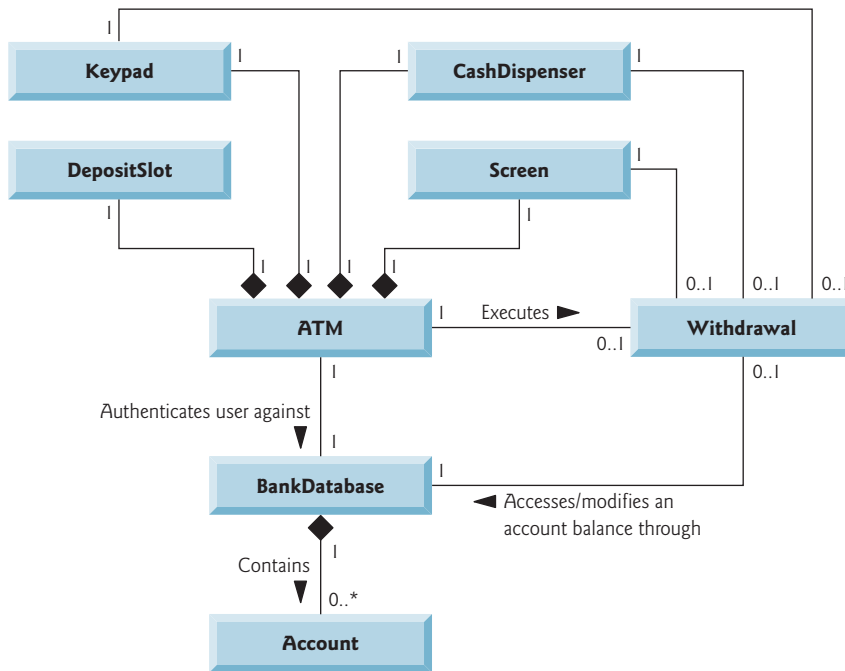 1
1
1
1
Keypad
CashDispenser
1
1
DepositSlot
Screen
1
1
1
1
1
1
0..1
0..1
0..1
ATM
1
Executes
0..1
Withdrawal
1
0..1
Authenticates user against
1
1
BankDatabase
Accesses/modifies an
account balance through
1
Contains
0..*
Account